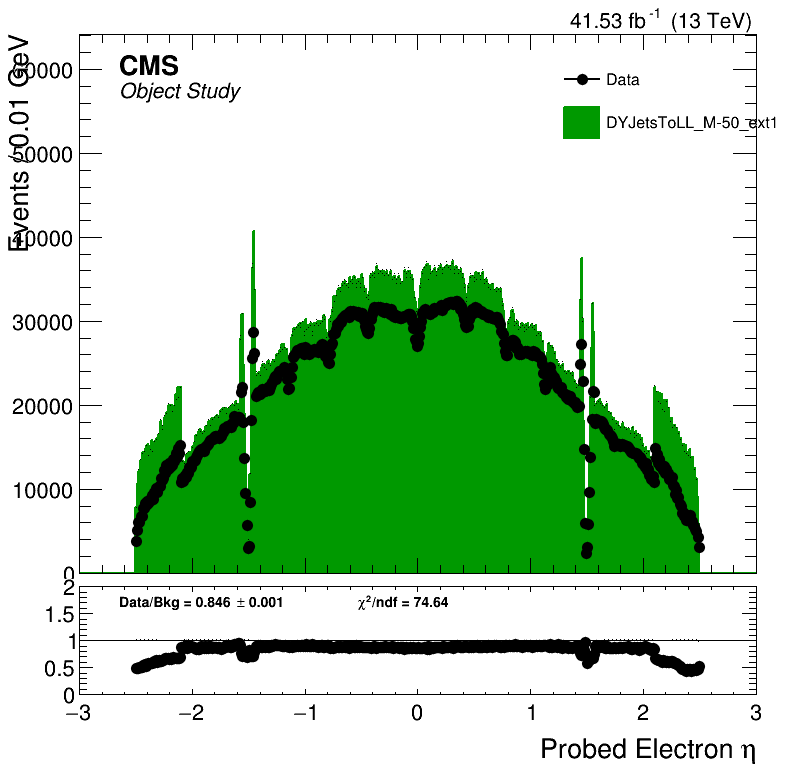 41.53 fb⁻¹ (13 TeV)
Events / 0.01 GeV
CMS
Object Study
Data
DYJetsToLL_M-50_ext1
60000
50000
40000
30000
20000
10000
0
Data/Bkg = 0.846 ± 0.001
χ²/ndf = 74.64
2
1.5
1
0.5
0
−3 −2 −1 0 1 2 3
Probed Electron η